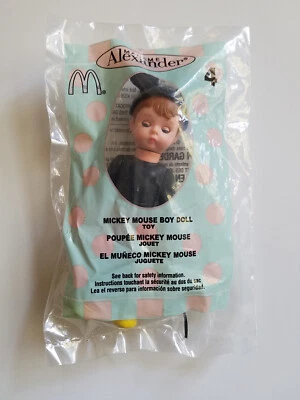 Alexander
4
MICKEY MOUSE BOY DOLL
TOY
POUPÉE MICKEY MOUSE
JOUET
EL MUÑECO MICKEY MOUSE
JUGUETE
See back for safety information.
Instructions touchant la sécurité au dos du sac.
Lea el reverso para información sobre seguridad.